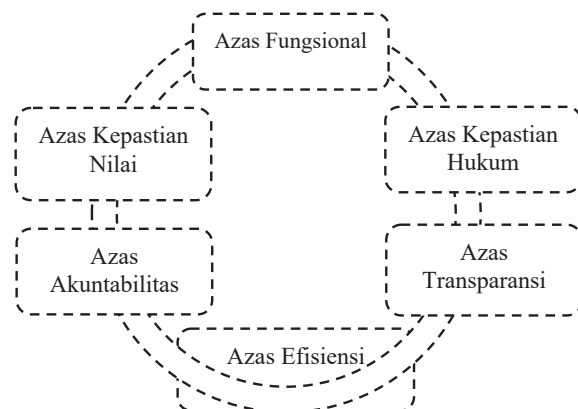 Azas Fungsional
Azas Kepastian
Nilai
Azas Kepastian
Hukum
Azas
Akuntabilitas
Azas
Transparansi
Azas Efisiensi